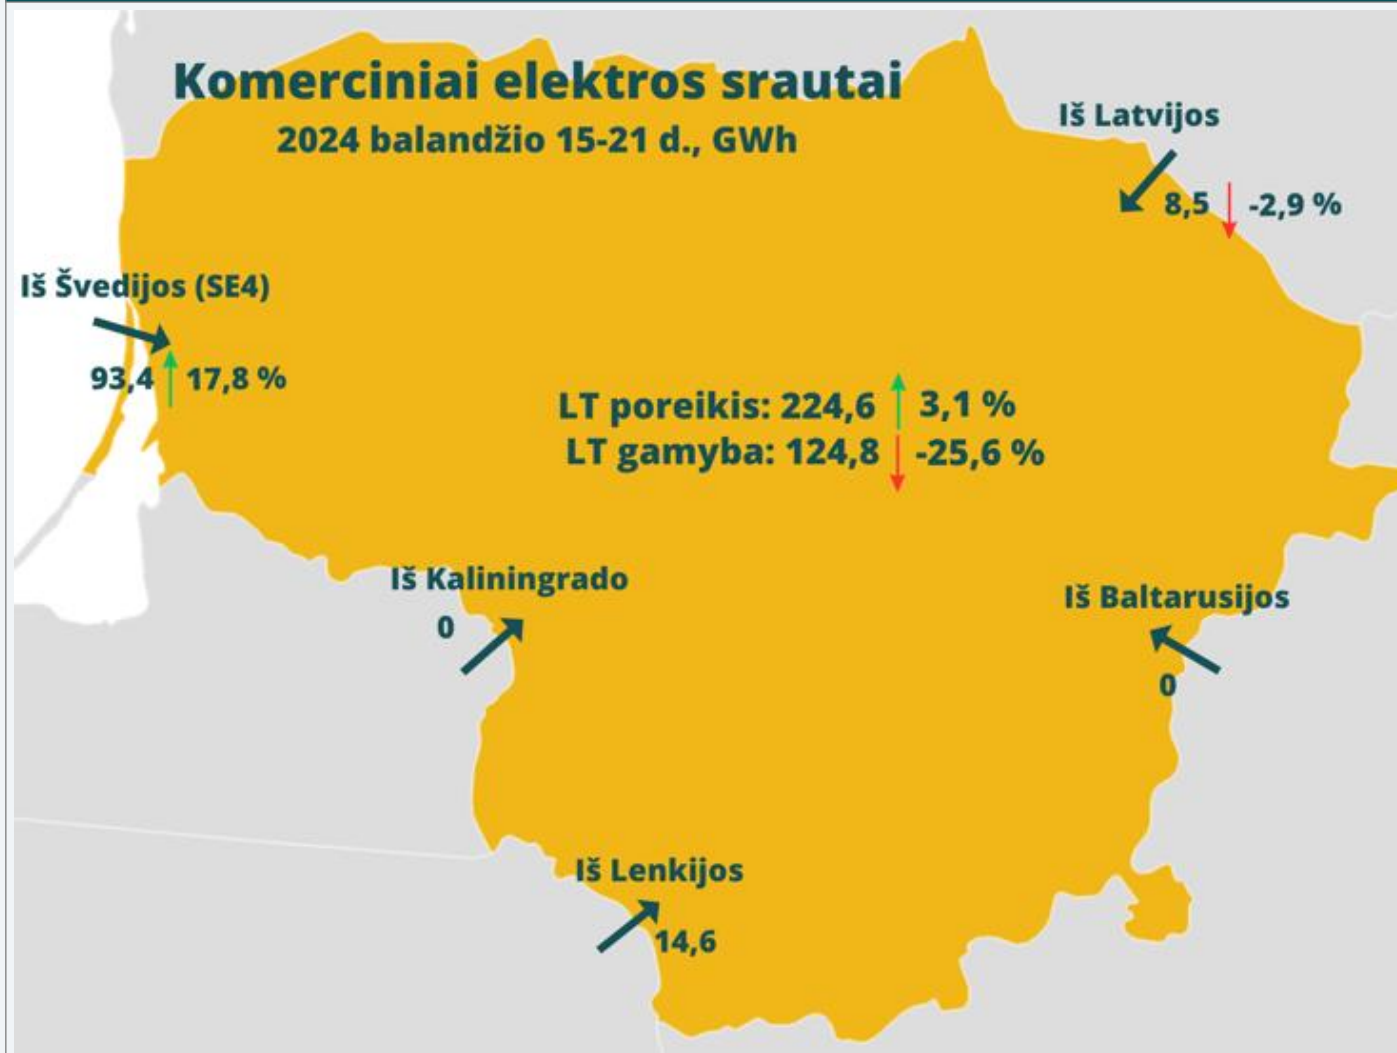 Komerciniai elektros srautai
2024 balandžio 15-21 d., GWh
Iš Latvijos
8,5 -2,9 %
Iš Švedijos (SE4)
93,4 17,8 %
LT poreikis: 224,6 3,1 %
LT gamyba: 124,8 -25,6 %
Iš Kaliningrado
0
Iš Baltarusijos
0
Iš Lenkijos
14,6